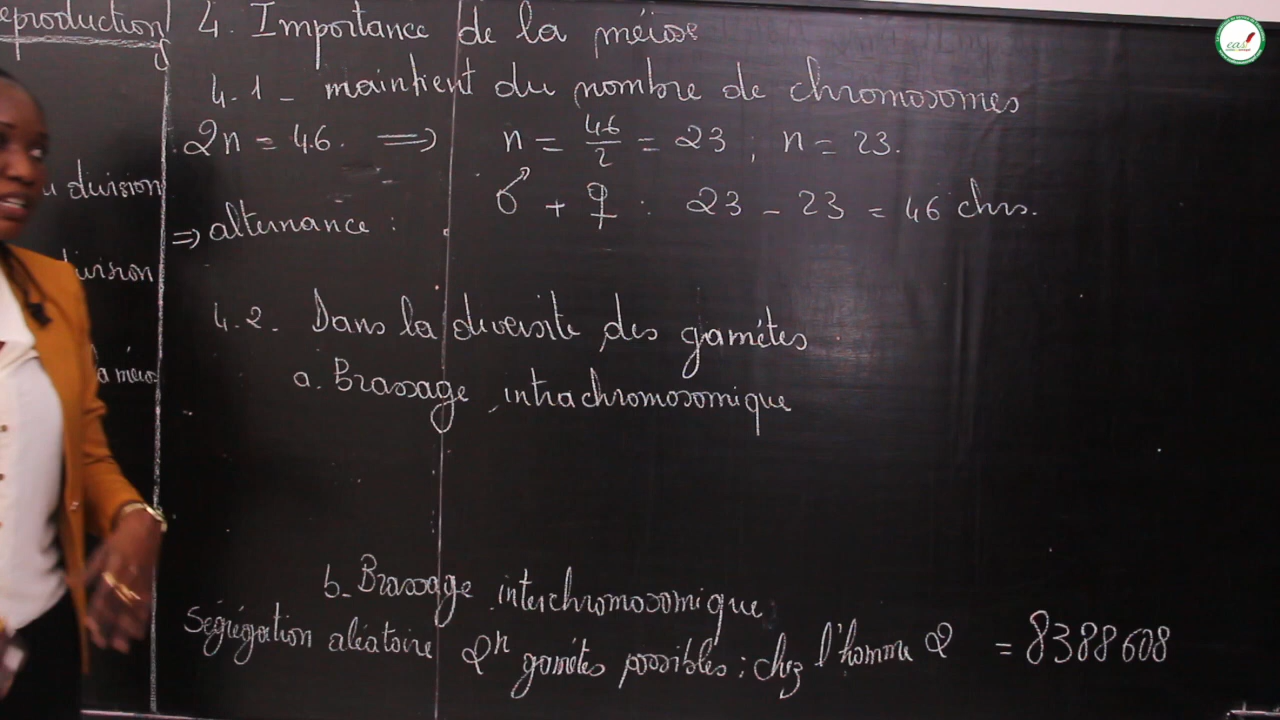 eproduction
4. Importance de la méiose
4.1 - maintient du nombre de chromosomes
2n = 46. => n = 46/2 = 23 ; n = 23.
u division
♂ + ♀ : 23 - 23 = 46 chrs.
=> alternance :
division
4.2. Dans la diversité des gamétes
a méio
a. Brassage intrachromosomique
b- Brassage interchromosomique
Ségrégation aléatoire 2ⁿ gamétes possibles ; chez l'homme 2 = 8388608